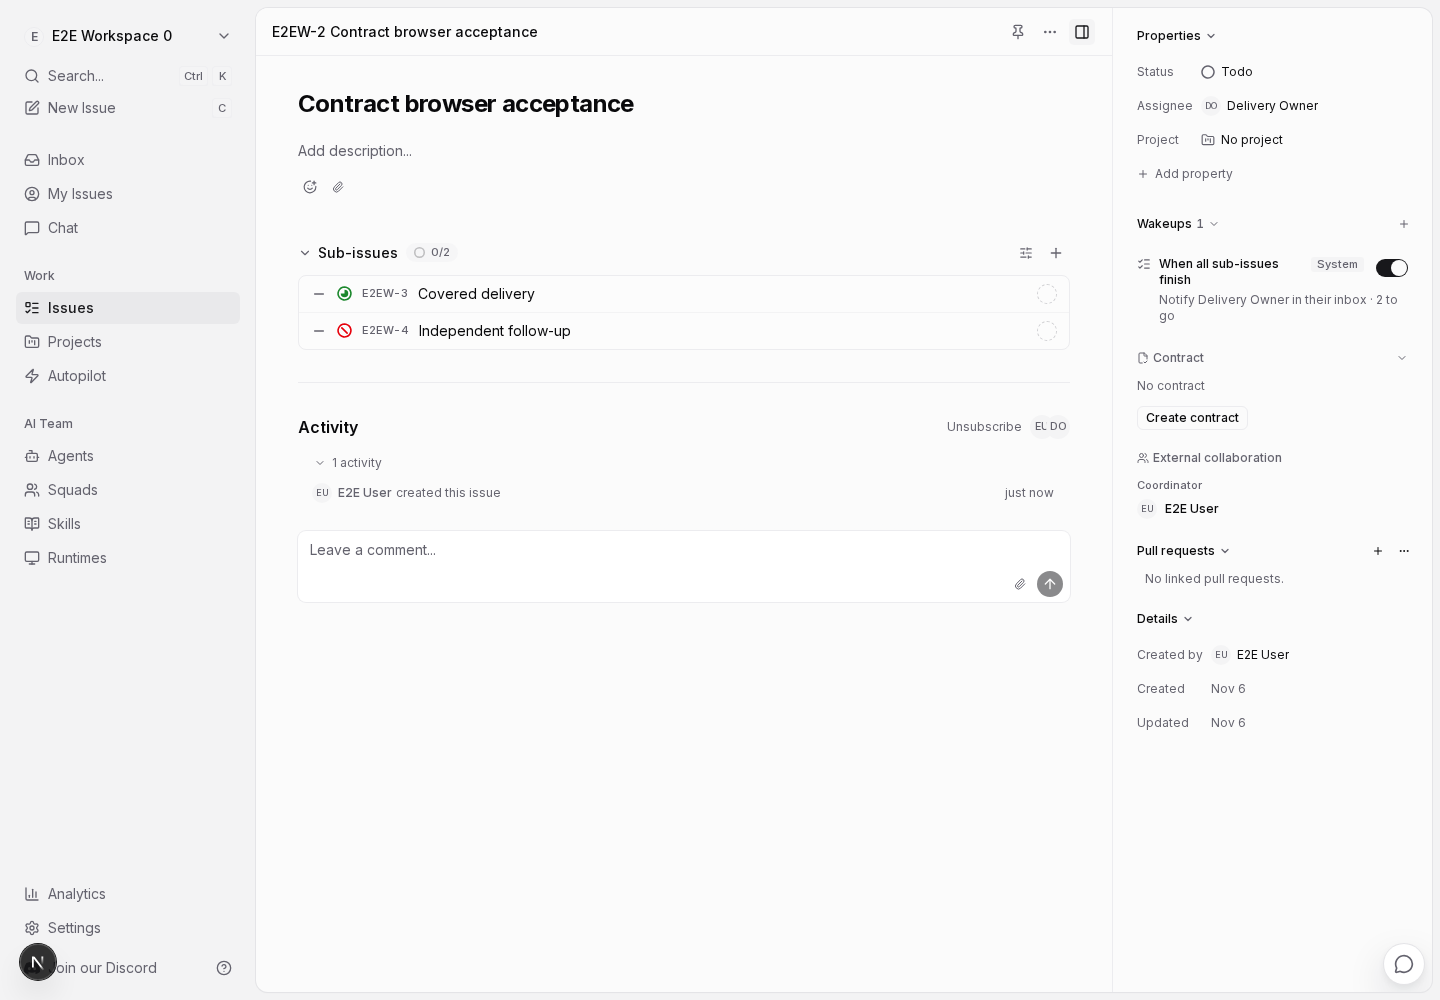 E E2E Workspace 0
Search... Ctrl K
New Issue C
Inbox
My Issues
Chat
Work
Issues
Projects
Autopilot
AI Team
Agents
Squads
Skills
Runtimes
Analytics
Settings
Join our Discord
N
E2EW-2 Contract browser acceptance
Contract browser acceptance
Add description...
Sub-issues 0/2
E2EW-3 Covered delivery
E2EW-4 Independent follow-up
Activity
Unsubscribe EU DO
1 activity
EU E2E User created this issue just now
Leave a comment...
Properties
Status Todo
Assignee DO Delivery Owner
Project No project
Add property
Wakeups 1
When all sub-issues System
finish
Notify Delivery Owner in their inbox · 2 to
go
Contract
No contract
Create contract
External collaboration
Coordinator
EU E2E User
Pull requests
No linked pull requests.
Details
Created by EU E2E User
Created Nov 6
Updated Nov 6